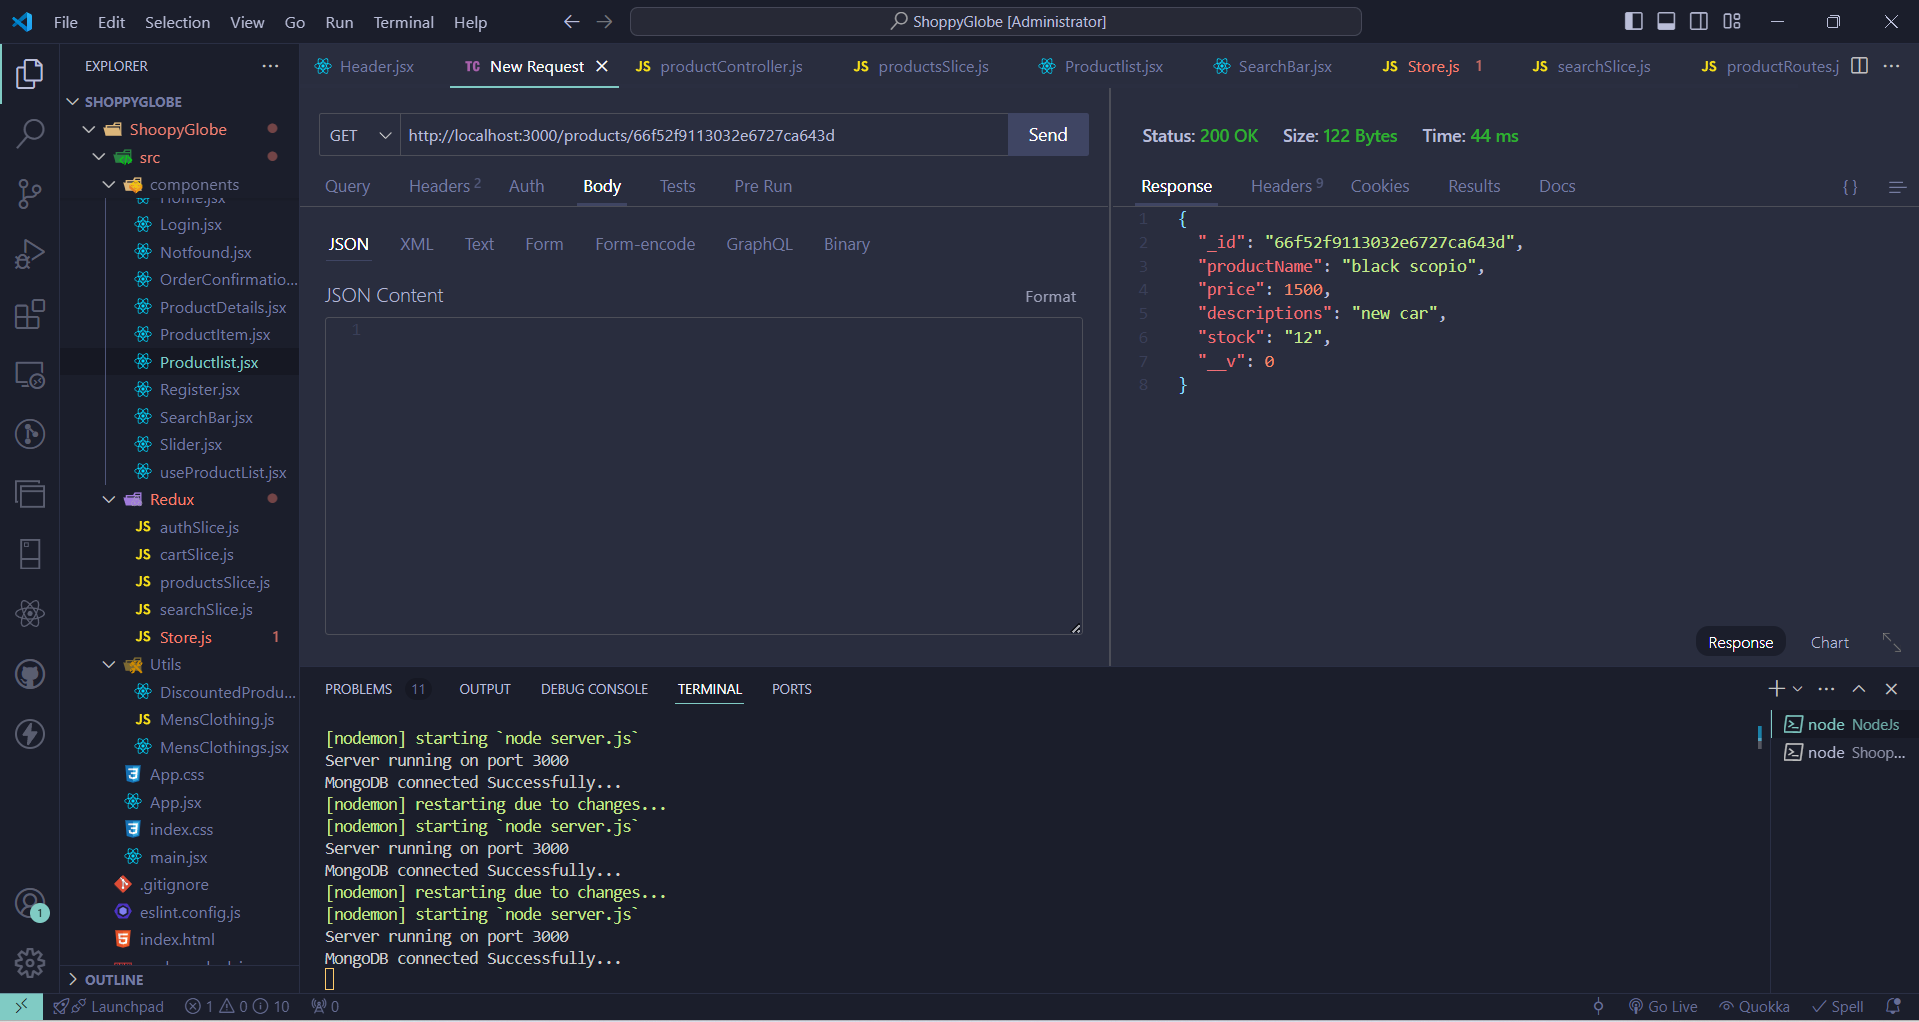 File Edit Selection View Go Run Terminal Help
ShoppyGlobe [Administrator]
EXPLORER
SHOPPYGLOBE
ShoopyGlobe
src
components
Home.jsx
Login.jsx
Notfound.jsx
OrderConfirmatio...
ProductDetails.jsx
ProductItem.jsx
Productlist.jsx
Register.jsx
SearchBar.jsx
Slider.jsx
useProductList.jsx
Redux
JS authSlice.js
JS cartSlice.js
JS productsSlice.js
JS searchSlice.js
JS Store.js 1
Utils
DiscountedProdu...
JS MensClothing.js
MensClothings.jsx
App.css
App.jsx
index.css
main.jsx
.gitignore
eslint.config.js
index.html
OUTLINE
Header.jsx TC New Request JS productController.js JS productsSlice.js Productlist.jsx SearchBar.jsx JS Store.js 1 JS searchSlice.js JS productRoutes.j
GET http://localhost:3000/products/66f52f9113032e6727ca643d Send
Query Headers 2 Auth Body Tests Pre Run
JSON XML Text Form Form-encode GraphQL Binary
JSON Content Format
1
Status: 200 OK Size: 122 Bytes Time: 44 ms
Response Headers 9 Cookies Results Docs { }
1 {
2 "_id": "66f52f9113032e6727ca643d",
3 "productName": "black scopio",
4 "price": 1500,
5 "descriptions": "new car",
6 "stock": "12",
7 "__v": 0
8 }
Response Chart
PROBLEMS 11 OUTPUT DEBUG CONSOLE TERMINAL PORTS
[nodemon] starting `node server.js`
Server running on port 3000
MongoDB connected Successfully...
[nodemon] restarting due to changes...
[nodemon] starting `node server.js`
Server running on port 3000
MongoDB connected Successfully...
[nodemon] restarting due to changes...
[nodemon] starting `node server.js`
Server running on port 3000
MongoDB connected Successfully...
node NodeJs
node Shoop...
1
Launchpad 1 0 10 0 Go Live Quokka Spell